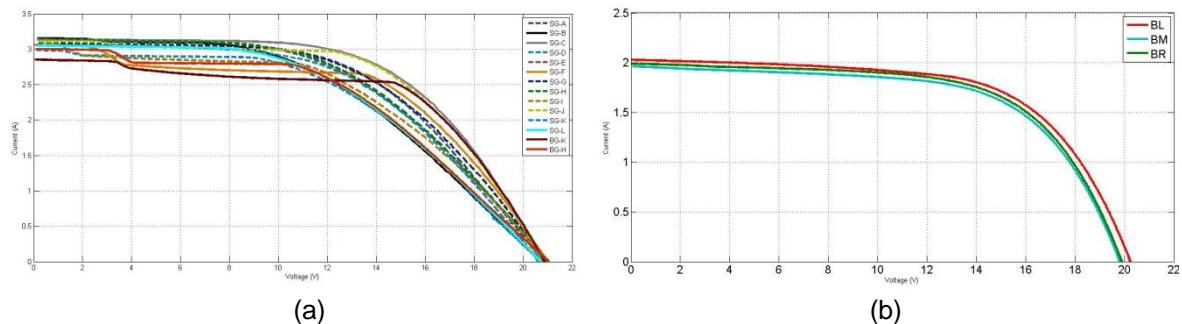 3.5
3
2.5
2
1.5
1
0.5
0
Current (A)
0 2 4 6 8 10 12 14 16 18 20 22
Voltage (V)
SG-A
SG-B
SG-C
SG-D
SG-E
SG-F
SG-G
SG-H
SG-I
SG-J
SG-K
SG-L
BG-K
BG-H
(a)
2.5
2
1.5
1
0.5
0
Current (A)
0 2 4 6 8 10 12 14 16 18 20 22
Voltage (V)
BL
BM
BR
(b)